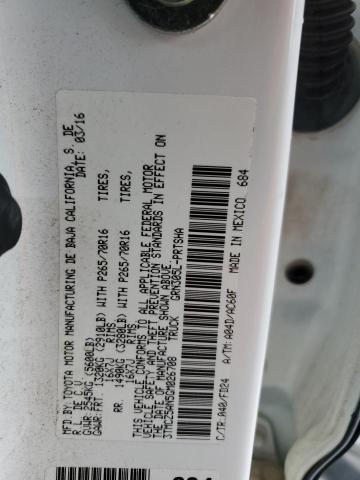 MFD. BY: TOYOTA MOTOR MANUFACTURING DE BAJA CALIFORNIA, S. DE
R.L. DE C.V. DATE: 03/16
GVWR: 2545KG (5600LB)
GAWR:FRT. 1320KG (2910LB) WITH P265/70R16 TIRES,
16X7J RIMS
RR. 1490KG (3280LB) WITH P265/70R16 TIRES,
16X7J RIMS
THIS VEHICLE CONFORMS TO ALL APPLICABLE FEDERAL MOTOR
VEHICLE SAFETY AND THEFT PREVENTION STANDARDS IN EFFECT ON
THE DATE OF MANUFACTURE SHOWN ABOVE.
3TMCZ5AN5GM026708 TRUCK GRN305L-PRTSHA
C/TR:040/FD24 A/TM:A04D/AC60F
MADE IN MEXICO 684